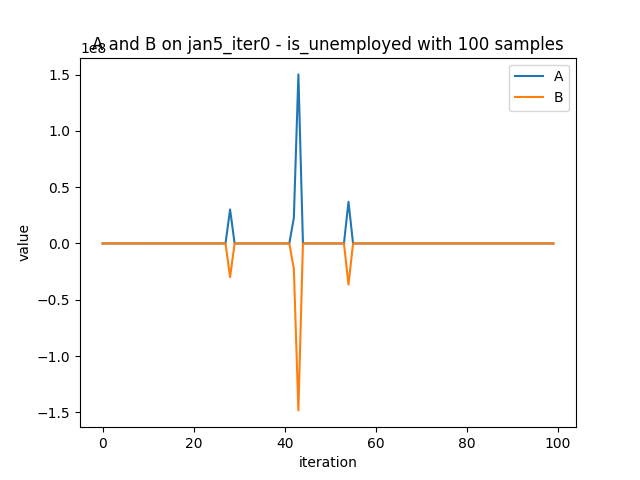 A and B on jan5_iter0 - is_unemployed with 100 samples
1e8
A
B
1.5
1.0
0.5
0.0
−0.5
−1.0
−1.5
value
0 20 40 60 80 100
iteration